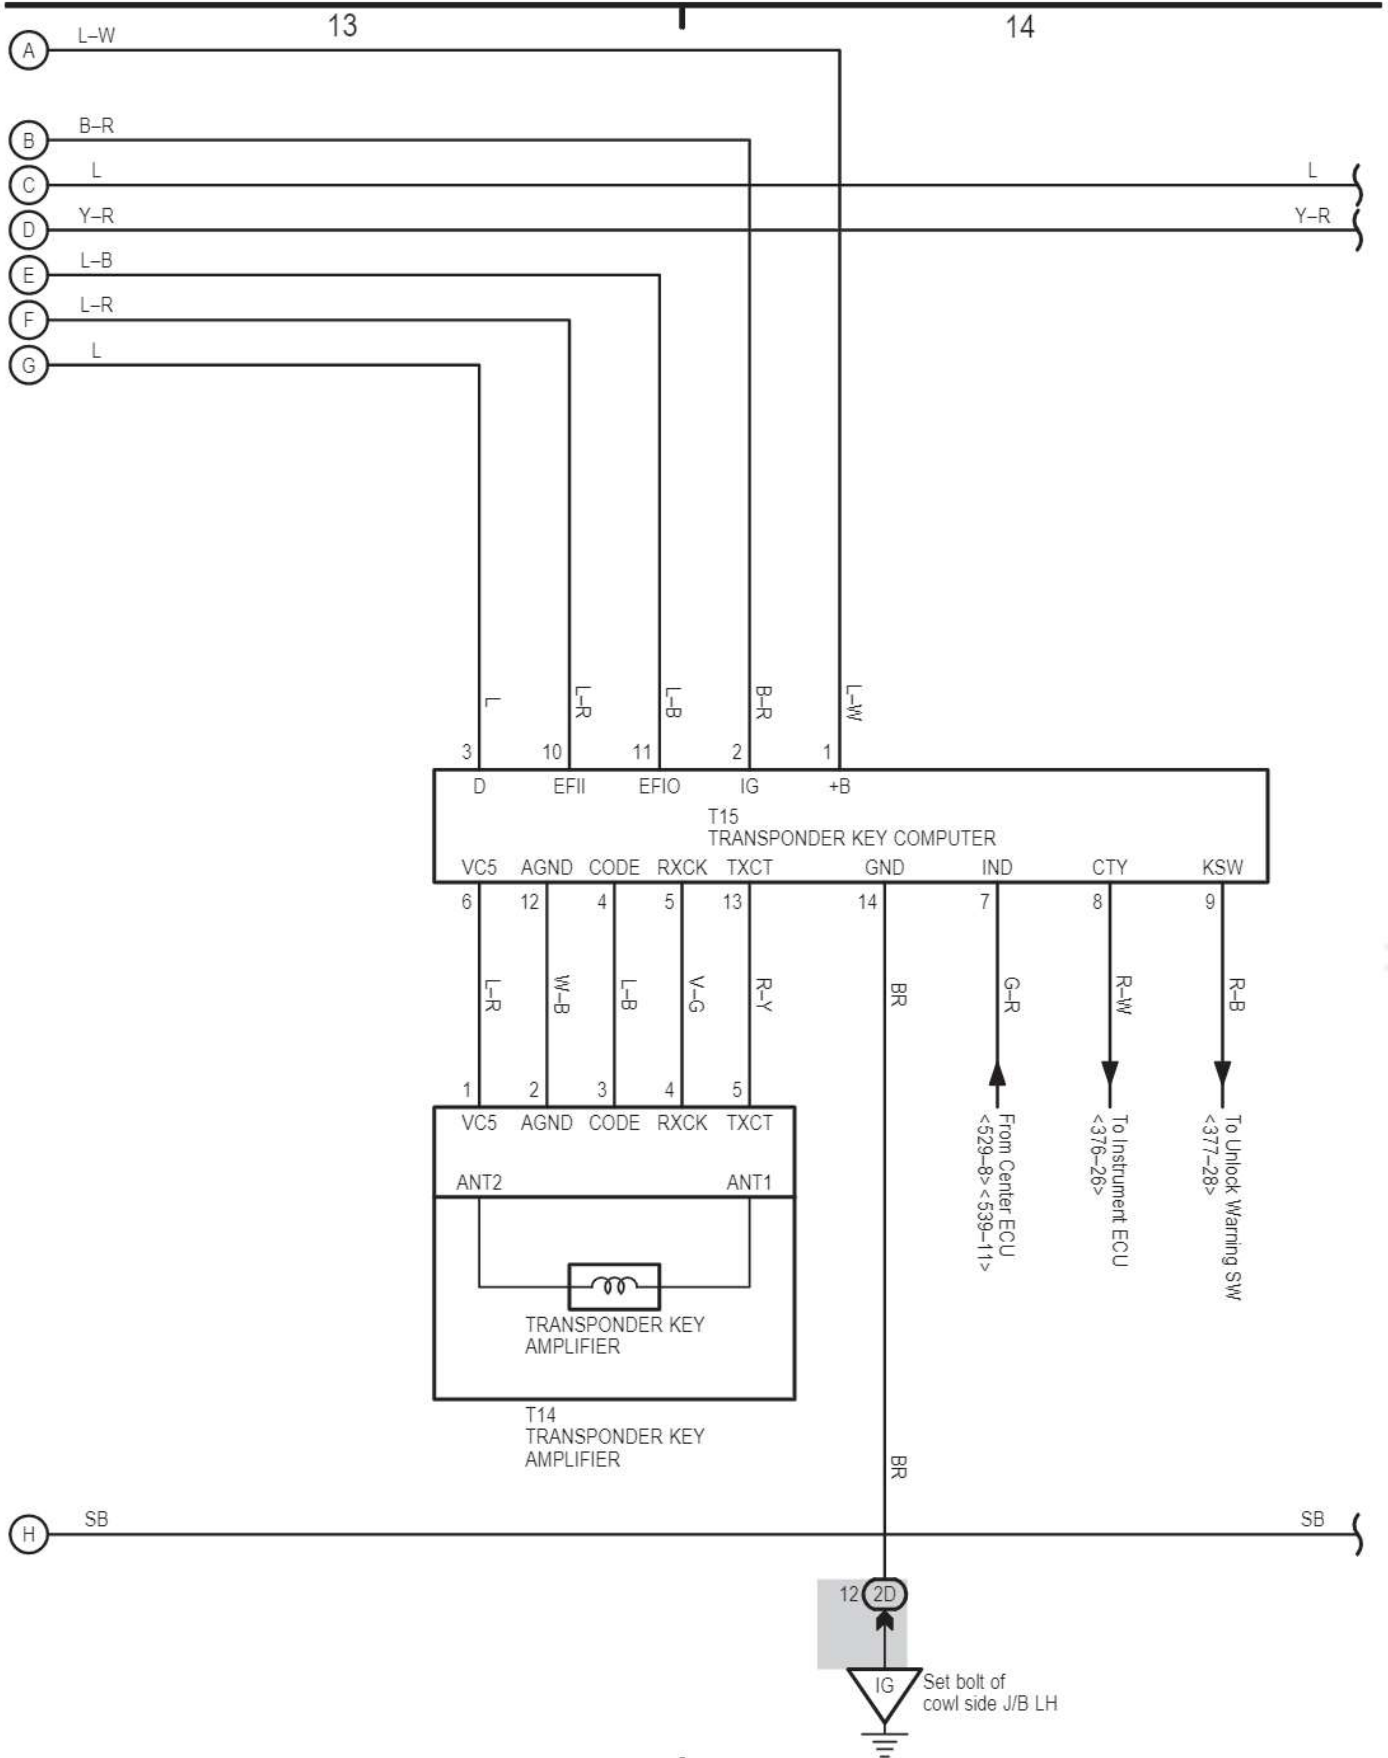 13 14
A L–W
B B–R
C L L
D Y–R Y–R
E L–B
F L–R
G L
L L–R L–B B–R L–W
3 10 11 2 1
D EFII EFIO IG +B
T15
TRANSPONDER KEY COMPUTER
VC5 AGND CODE RXCK TXCT GND IND CTY KSW
6 12 4 5 13 14 7 8 9
L–R W–B L–B V–G R–Y BR G–R R–W R–B
1 2 3 4 5
VC5 AGND CODE RXCK TXCT
From Center ECU
<529–8> <539–11>
To Instrument ECU
<376–26>
To Unlock Warning SW
<377–28>
ANT2 ANT1
TRANSPONDER KEY
AMPLIFIER
T14
TRANSPONDER KEY
AMPLIFIER
BR
H SB SB
12 2D
IG
Set bolt of
cowl side J/B LH